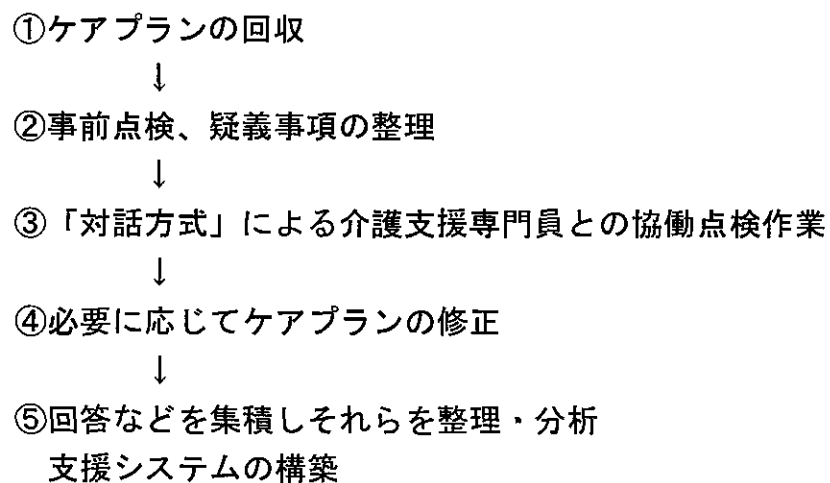 ①ケアプランの回収
↓
②事前点検、疑義事項の整理
↓
③「対話方式」による介護支援専門員との協働点検作業
↓
④必要に応じてケアプランの修正
↓
⑤回答などを集積しそれらを整理・分析
支援システムの構築